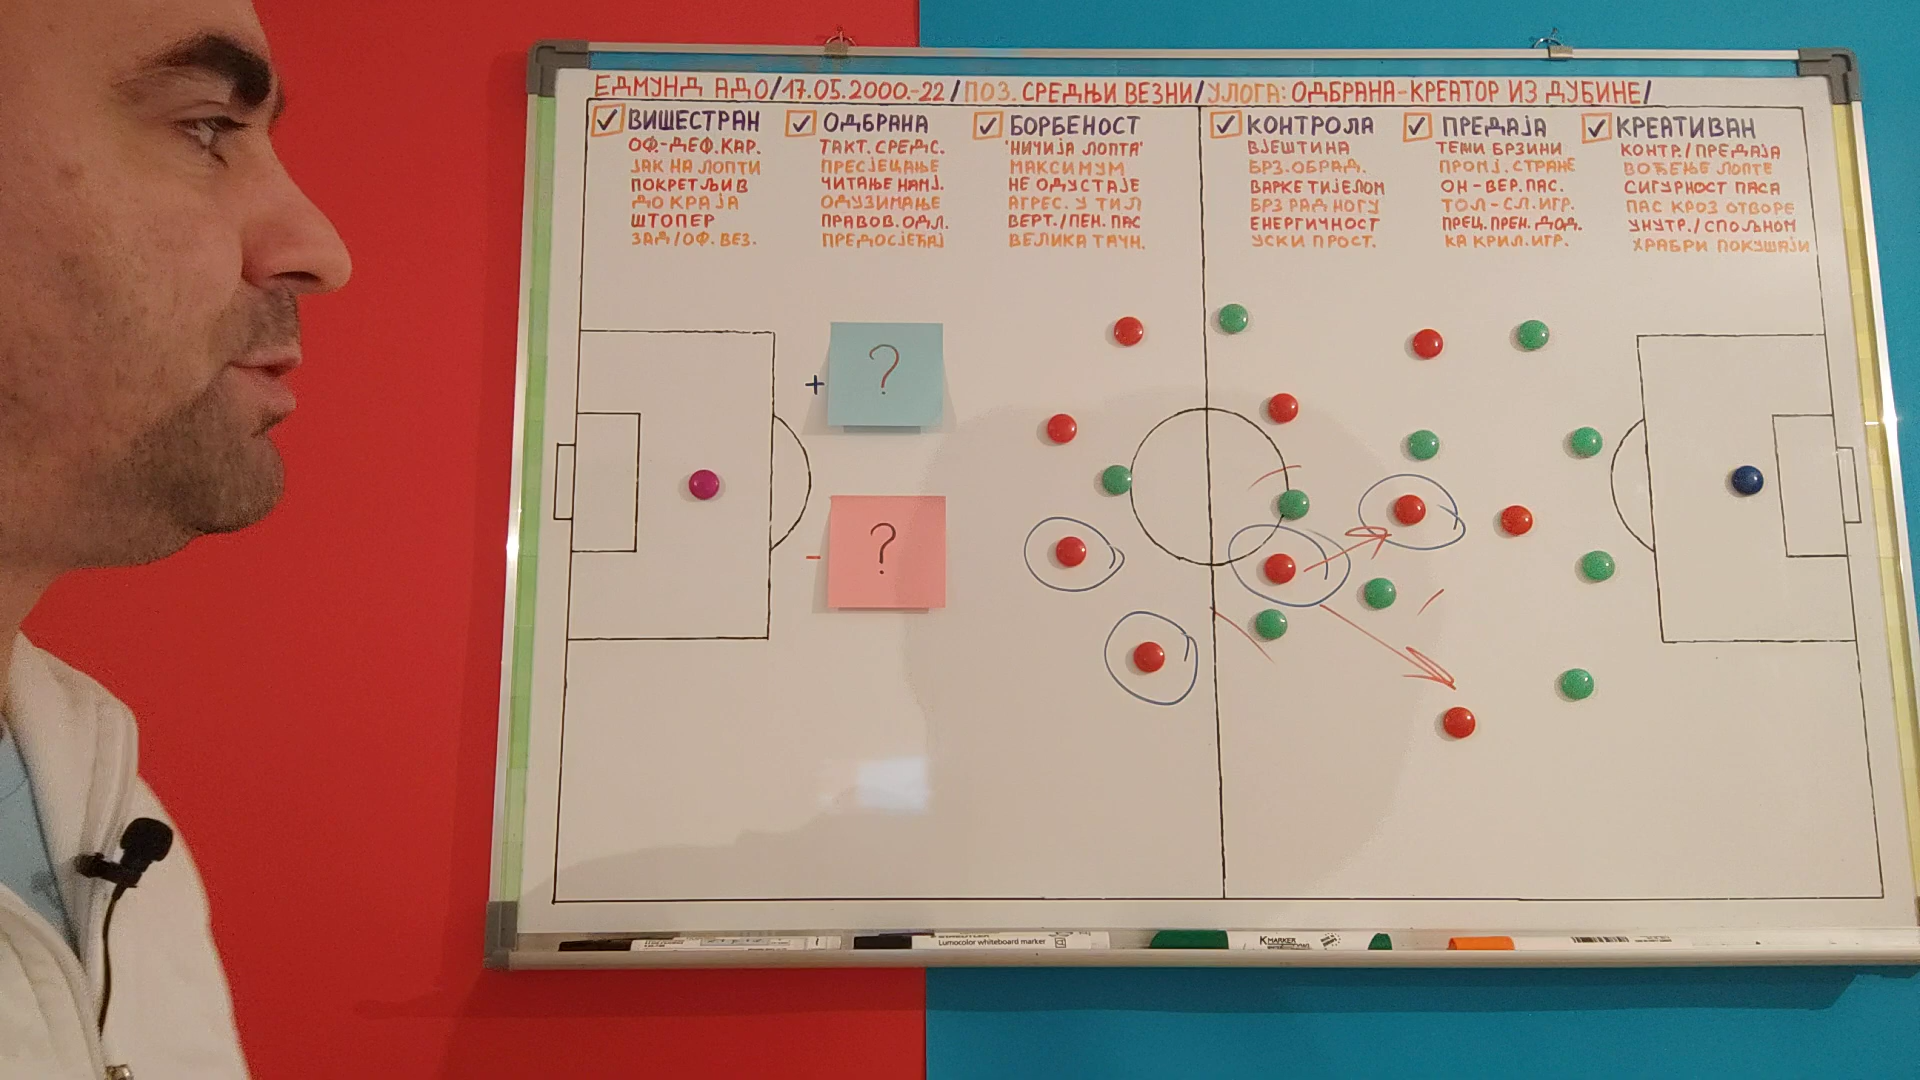 ЕДМУНД АДО/17.05.2000.-22/ПОЗ. СРЕДЊИ ВЕЗНИ/УЛОГА: ОДБРАНА-КРЕАТОР ИЗ ДУБИНЕ/
✓ ВИШЕСТРАН
ОФ-ДЕФ.КАР.
ЈАК НА ЛОПТИ
ПОКРЕТЉИВ
ДО КРАЈА
ШТОПЕР
ЗАД/ОФ.ВЕЗ.
✓ ОДБРАНА
ТАКТ. СРЕДС.
ПРЕСЈЕЦАЊЕ
ЧИТАЊЕ НАМЈ.
ОДУЗИМАЊЕ
ПРАВОВ.ОДЛ.
ПРЕДОСЈЕЋАЈ
✓ БОРБЕНОСТ
'НИЧИЈА ЛОПТА'
МАКСИМУМ
НЕ ОДУСТАЈЕ
АГРЕС. У ТИЛ
ВЕРТ./ПЕН. ПАС
ВЕЛИКА ТАЧН.
✓ КОНТРОЛА
ВЈЕШТИНА
БРЗ.ОБРАД.
ВАРКЕ ТИЈЕЛОМ
БРЗ РАД НОГУ
ЕНЕРГИЧНОСТ
УСКИ ПРОСТ.
✓ ПРЕДАЈА
ТЕМИ БРЗИНИ
ПРОМЈ. СТРАНЕ
ОН-ВЕР.ПАС.
ТОЛ-СЛ.ИГР.
ПРЕЦ. ПРЕН. ДОД.
КА КРИЛ.ИГР.
✓ КРЕАТИВАН
КОНТР./ПРЕДАЈА
ВОЂЕЊЕ ЛОПТЕ
СИГУРНОСТ ПАСА
ПАС КРОЗ ОТВОРЕ
УНУТР./СПОЉНОМ
ХРАБРИ ПОКУШАЈИ
+ ?
- ?
Lumocolor whiteboard marker
K MARKER